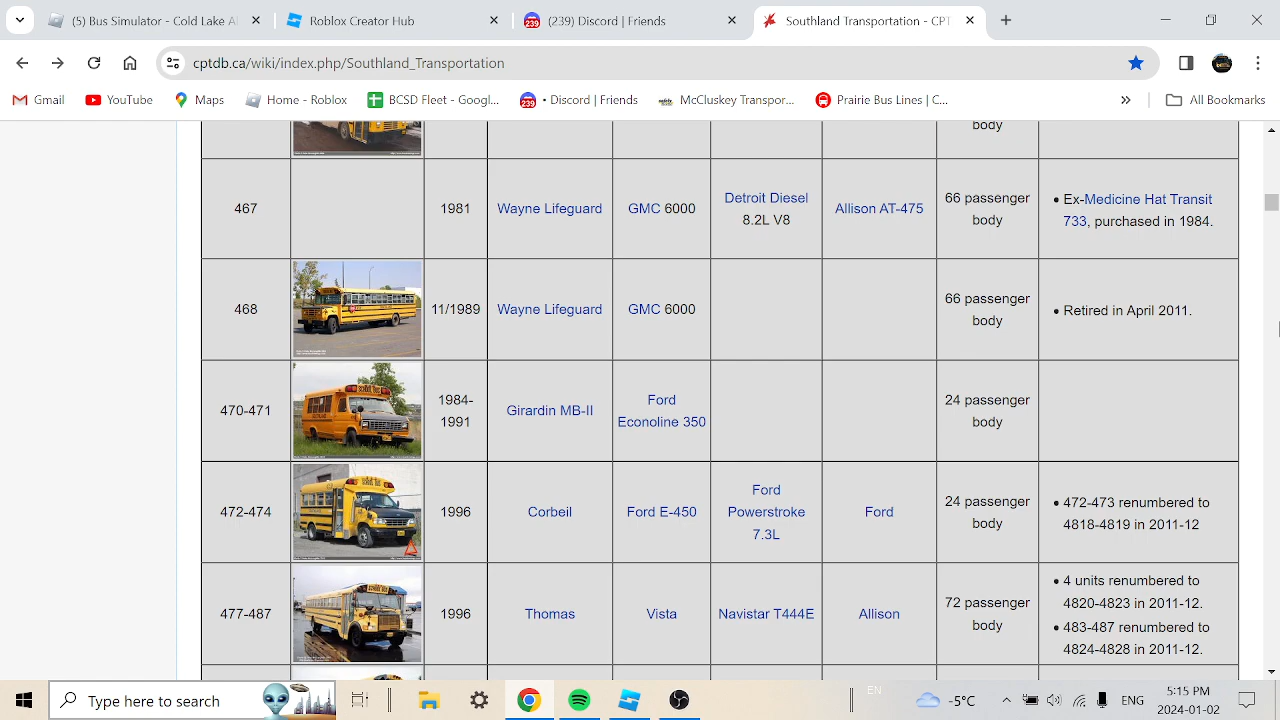 (5) Bus Simulator - Cold Lake Al
Roblox Creator Hub
(239) Discord | Friends
Southland Transportation - CPT
cptdb.ca/wiki/index.php/Southland_Transportation
Gmail
YouTube
Maps
Home - Roblox
BCSD Fleet - Googl...
• Discord | Friends
McCluskey Transpor...
Prairie Bus Lines | C...
All Bookmarks
body
467
1981
Wayne Lifeguard
GMC 6000
Detroit Diesel
8.2L V8
Allison AT-475
66 passenger
body
• Ex-Medicine Hat Transit
733, purchased in 1984.
468
11/1989
Wayne Lifeguard
GMC 6000
66 passenger
body
• Retired in April 2011.
470-471
1984-
1991
Girardin MB-II
Ford
Econoline 350
24 passenger
body
472-474
1996
Corbeil
Ford E-450
Ford
Powerstroke
7.3L
Ford
24 passenger
body
• 472-473 renumbered to
4816-4819 in 2011-12
477-487
1996
Thomas
Vista
Navistar T444E
Allison
72 passenger
body
• 4 units renumbered to
4820-4823 in 2011-12.
• 483-487 renumbered to
4824-4828 in 2011-12.
Type here to search
EN
-5°C
ENG
5:15 PM
2024-01-02